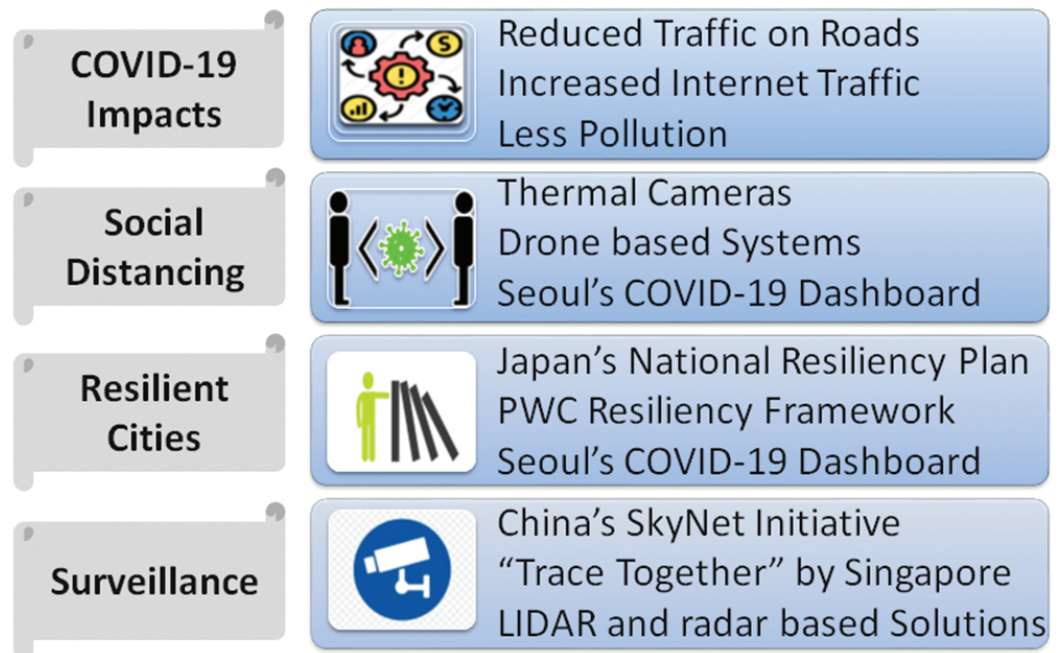 COVID-19
Impacts
Reduced Traffic on Roads
Increased Internet Traffic
Less Pollution
Social
Distancing
Thermal Cameras
Drone based Systems
Seoul's COVID-19 Dashboard
Resilient
Cities
Japan's National Resiliency Plan
PWC Resiliency Framework
Seoul's COVID-19 Dashboard
Surveillance
China's SkyNet Initiative
“Trace Together” by Singapore
LIDAR and radar based Solutions